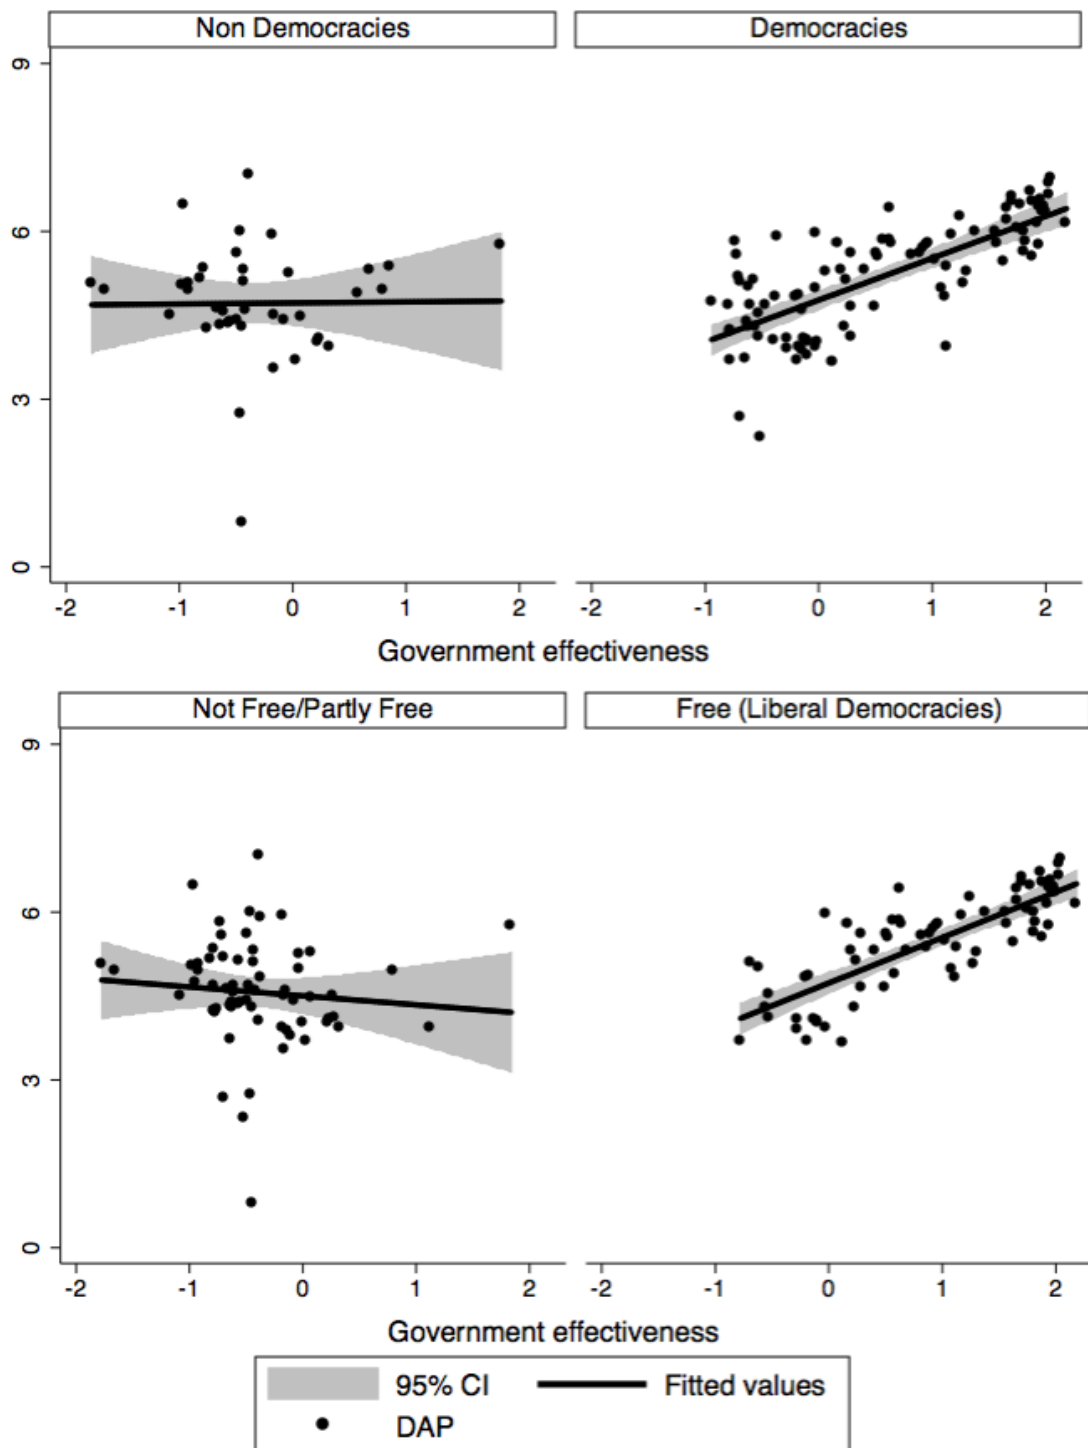 Non Democracies Democracies
9
6
3
0
-2 -1 0 1 2 -2 -1 0 1 2
Government effectiveness
Not Free/Partly Free Free (Liberal Democracies)
9
6
3
0
-2 -1 0 1 2 -2 -1 0 1 2
Government effectiveness
95% CI Fitted values
DAP